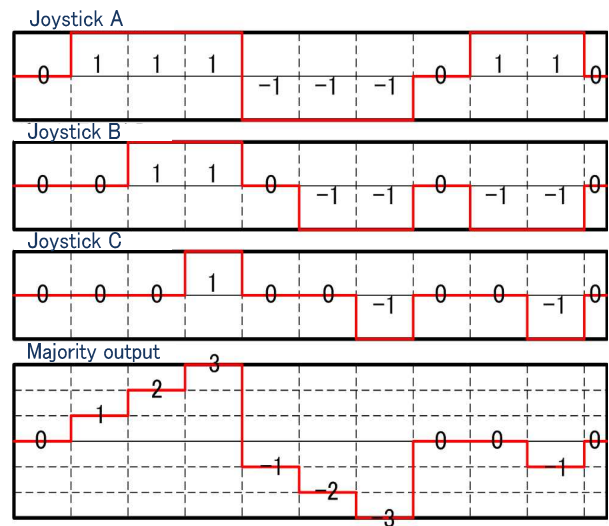 Joystick A
0 1 1 1 -1 -1 -1 0 1 1 0
Joystick B
0 0 1 1 0 -1 -1 0 -1 -1 0
Joystick C
0 0 0 1 0 0 -1 0 0 -1 0
Majority output
0 1 2 3 -1 -2 -3 0 0 -1 0